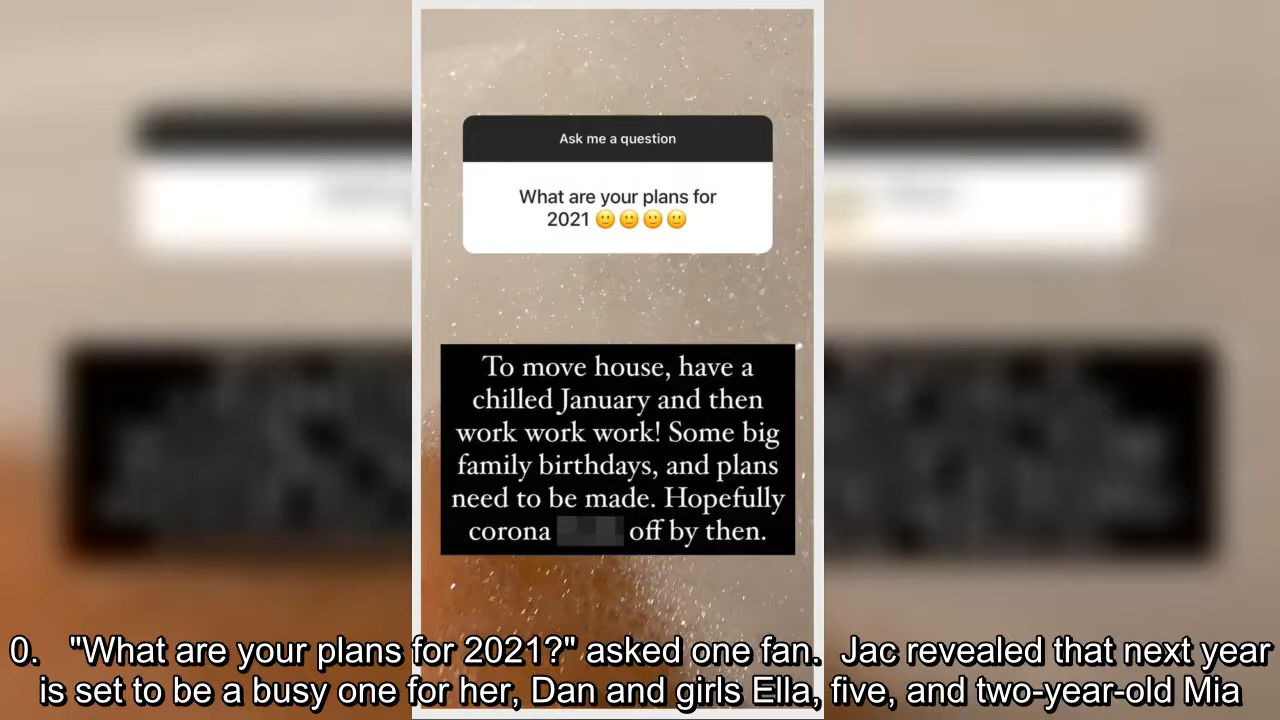 Ask me a question
What are your plans for
2021 🙂🙂🙂🙂
To move house, have a
chilled January and then
work work work! Some big
family birthdays, and plans
need to be made. Hopefully
corona off by then.
0. "What are your plans for 2021?" asked one fan. Jac revealed that next year
is set to be a busy one for her, Dan and girls Ella, five, and two-year-old Mia